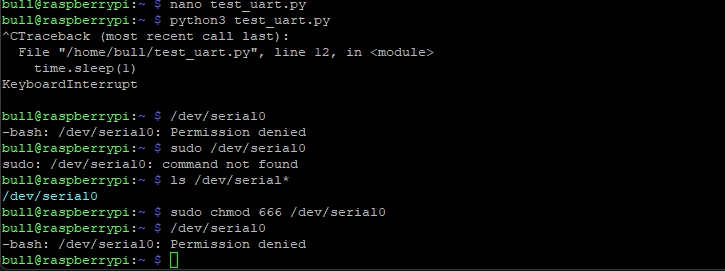 bull@raspberrypi:~ $ nano test_uart.py
bull@raspberrypi:~ $ python3 test_uart.py
^CTraceback (most recent call last):
  File "/home/bull/test_uart.py", line 12, in <module>
    time.sleep(1)
KeyboardInterrupt

bull@raspberrypi:~ $ /dev/serial0
-bash: /dev/serial0: Permission denied
bull@raspberrypi:~ $ sudo /dev/serial0
sudo: /dev/serial0: command not found
bull@raspberrypi:~ $ ls /dev/serial*
/dev/serial0
bull@raspberrypi:~ $ sudo chmod 666 /dev/serial0
bull@raspberrypi:~ $ /dev/serial0
-bash: /dev/serial0: Permission denied
bull@raspberrypi:~ $